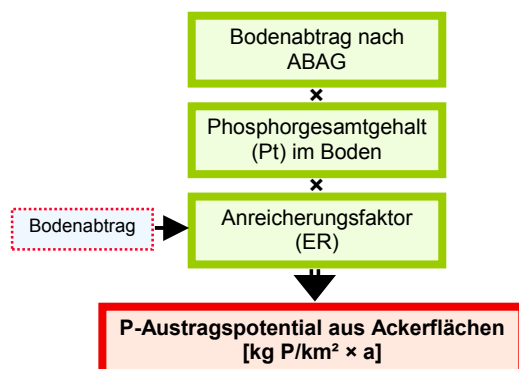 Bodenabtrag nach
ABAG
×
Phosphorgesamtgehalt
(Pt) im Boden
×
Bodenabtrag
Anreicherungsfaktor
(ER)
P-Austragspotential aus Ackerflächen
[kg P/km² × a]